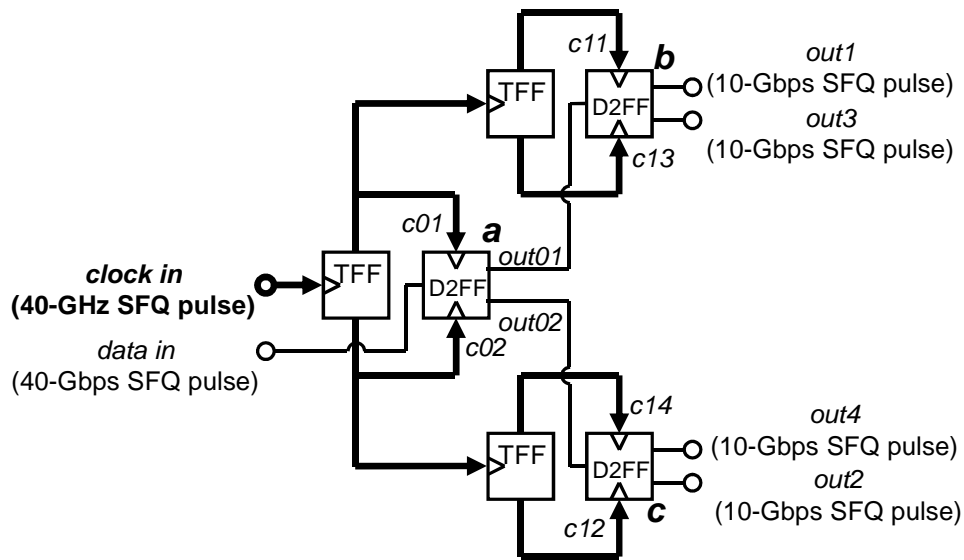 c11
b
out1
(10-Gbps SFQ pulse)
TFF
D2FF
out3
(10-Gbps SFQ pulse)
c13
c01
a
out01
clock in
(40-GHz SFQ pulse)
TFF
D2FF
out02
data in
(40-Gbps SFQ pulse)
c02
c14
out4
(10-Gbps SFQ pulse)
TFF
D2FF
out2
(10-Gbps SFQ pulse)
c12
c